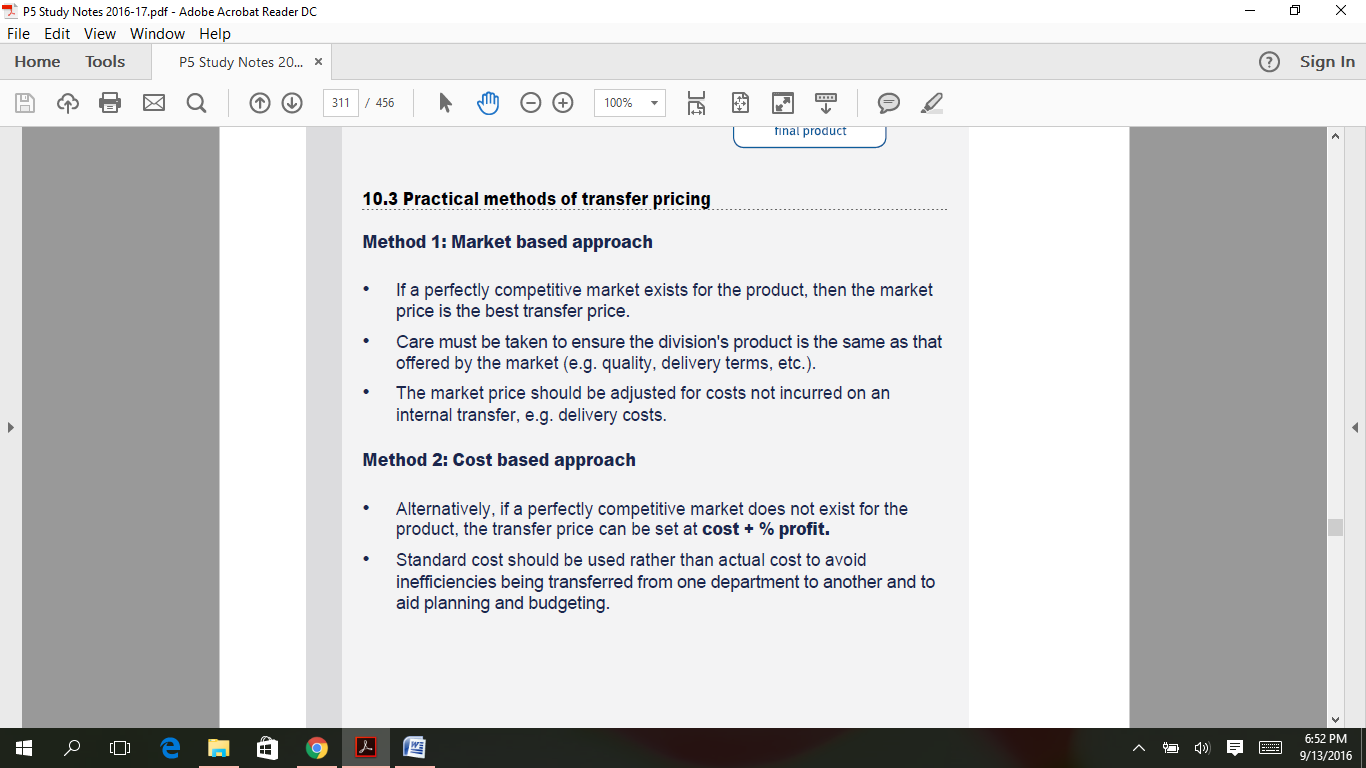 P5 Study Notes 2016-17.pdf - Adobe Acrobat Reader DC
File Edit View Window Help
Home Tools P5 Study Notes 20... × ? Sign In
311 / 456 100%
final product
10.3 Practical methods of transfer pricing
Method 1: Market based approach
• If a perfectly competitive market exists for the product, then the market
price is the best transfer price.
• Care must be taken to ensure the division's product is the same as that
offered by the market (e.g. quality, delivery terms, etc.).
• The market price should be adjusted for costs not incurred on an
internal transfer, e.g. delivery costs.
Method 2: Cost based approach
• Alternatively, if a perfectly competitive market does not exist for the
product, the transfer price can be set at cost + % profit.
• Standard cost should be used rather than actual cost to avoid
inefficiencies being transferred from one department to another and to
aid planning and budgeting.
6:52 PM
9/13/2016